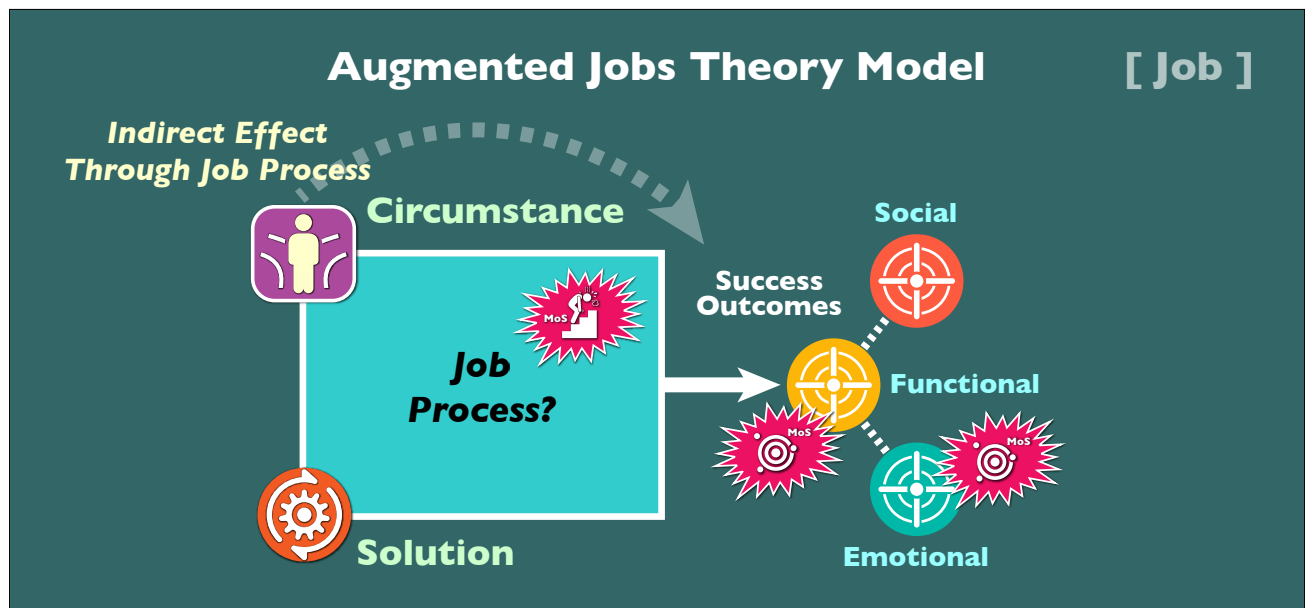 Augmented Jobs Theory Model
[ Job ]
Indirect Effect
Through Job Process
Circumstance
Social
Success
Outcomes
MoS
Job
Process?
Functional
MoS
MoS
Solution
Emotional